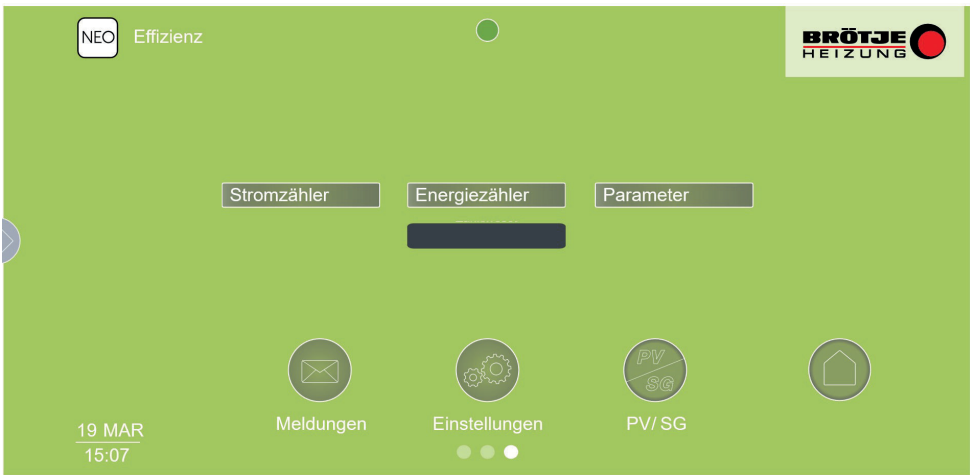 NEO Effizienz
BRÖTJE
HEIZUNG
Stromzähler Energiezähler Parameter
PV
SG
Meldungen Einstellungen PV/ SG
19 MAR
15:07